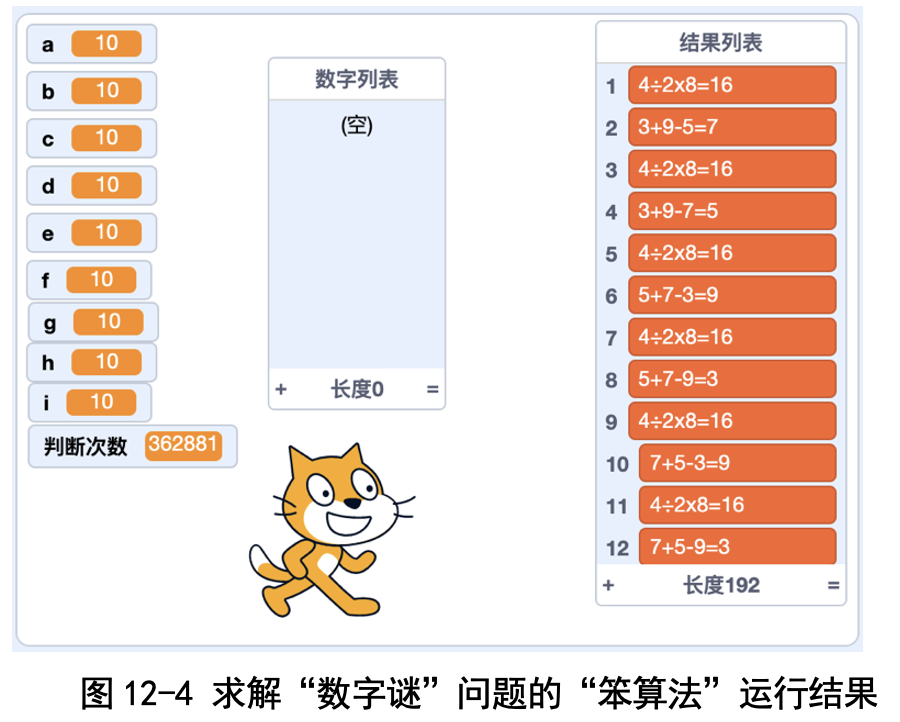 a 10
b 10
c 10
d 10
e 10
f 10
g 10
h 10
i 10
判断次数 362881
数字列表
(空)
+ 长度0 =
结果列表
1 4÷2x8=16
2 3+9-5=7
3 4÷2x8=16
4 3+9-7=5
5 4÷2x8=16
6 5+7-3=9
7 4÷2x8=16
8 5+7-9=3
9 4÷2x8=16
10 7+5-3=9
11 4÷2x8=16
12 7+5-9=3
+ 长度192 =
图 12-4 求解“数字谜”问题的“笨算法”运行结果